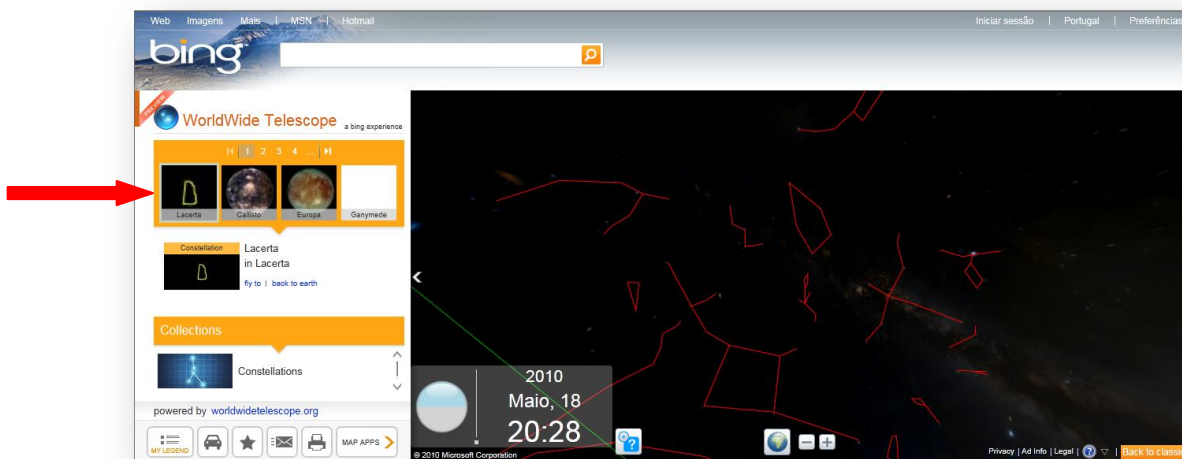 Web Imagens Mais | MSN | Hotmail
Iniciar sessão | Portugal | Preferências
bing
PREVIEW
WorldWide Telescope a bing experience
1 2 3 4 ...
Lacerta Callisto Europa Ganymede
Constellation
Lacerta
in Lacerta
fly to | back to earth
Collections
Constellations
powered by worldwidetelescope.org
MY LEGEND
MAP APPS
2010
Maio, 18
20:28
© 2010 Microsoft Corporation
Privacy | Ad Info | Legal | ? | Back to classic